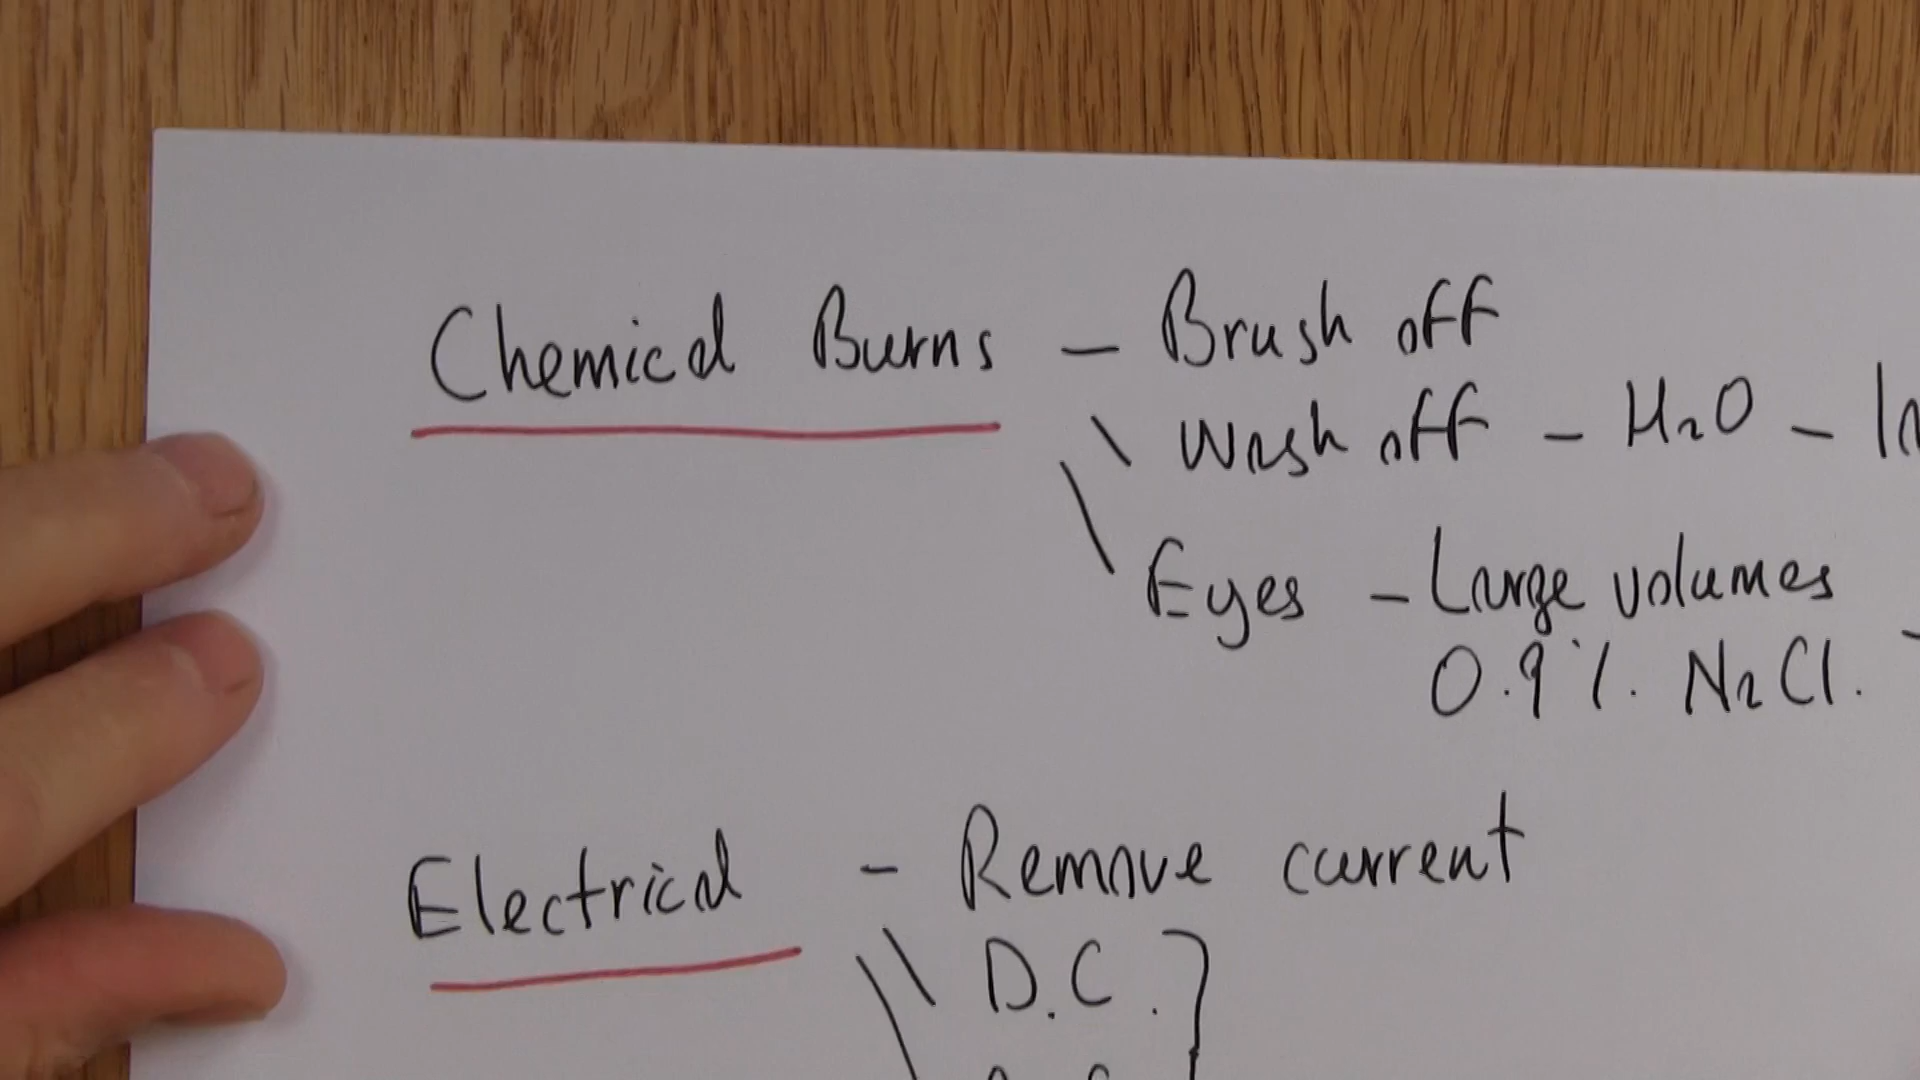 Chemical Burns - Brush off
Wash off - H2O -
Eyes - Large volumes
0.9%. NaCl.
Electrical - Remove current
D.C.